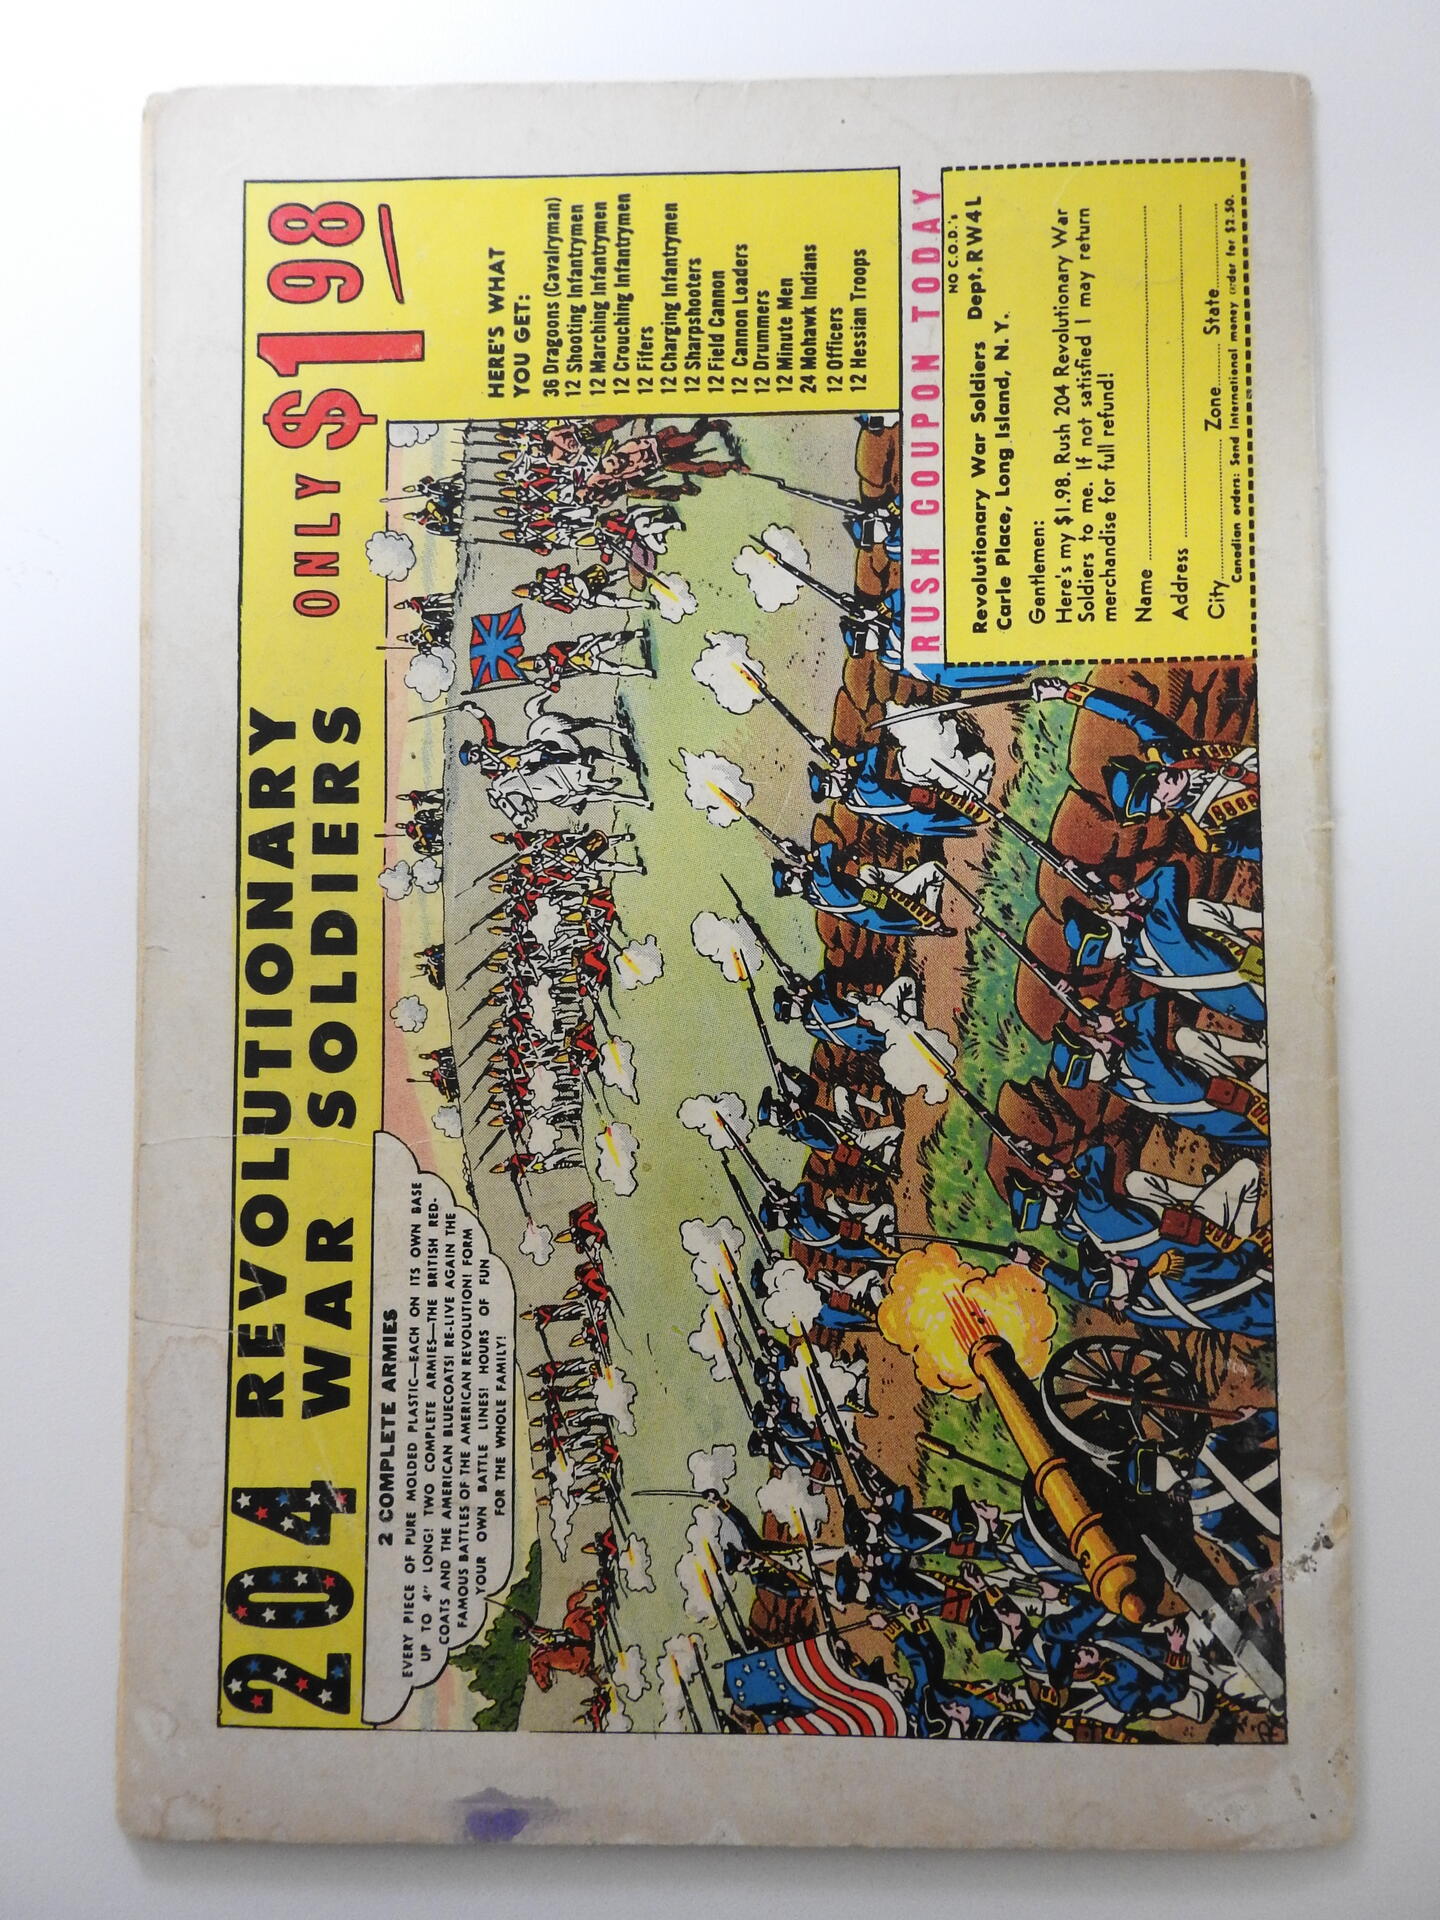 204 REVOLUTIONARY
WAR SOLDIERS
ONLY $1.98
2 COMPLETE ARMIES
EVERY PIECE OF PURE MOLDED PLASTIC—EACH ON ITS OWN BASE
UP TO 4" LONG! TWO COMPLETE ARMIES—THE BRITISH RED-
COATS AND THE AMERICAN BLUECOATS! RE-LIVE AGAIN THE
FAMOUS BATTLES OF THE AMERICAN REVOLUTION! FORM
YOUR OWN BATTLE LINES! HOURS OF FUN
FOR THE WHOLE FAMILY!
HERE'S WHAT
YOU GET:
36 Dragoons (Cavalryman)
12 Shooting Infantrymen
12 Marching Infantrymen
12 Crouching Infantrymen
12 Fifers
12 Charging Infantrymen
12 Sharpshooters
12 Field Cannon
12 Cannon Loaders
12 Drummers
12 Minute Men
24 Mohawk Indians
12 Officers
12 Hessian Troops
RUSH COUPON TODAY
NO C.O.D.'s
Revolutionary War Soldiers Dept. RW4L
Carle Place, Long Island, N. Y.
Gentlemen:
Here's my $1.98. Rush 204 Revolutionary War
Soldiers to me. If not satisfied I may return
merchandise for full refund!
Name
Address
City Zone State
Canadian orders: Send International money order for $2.50.